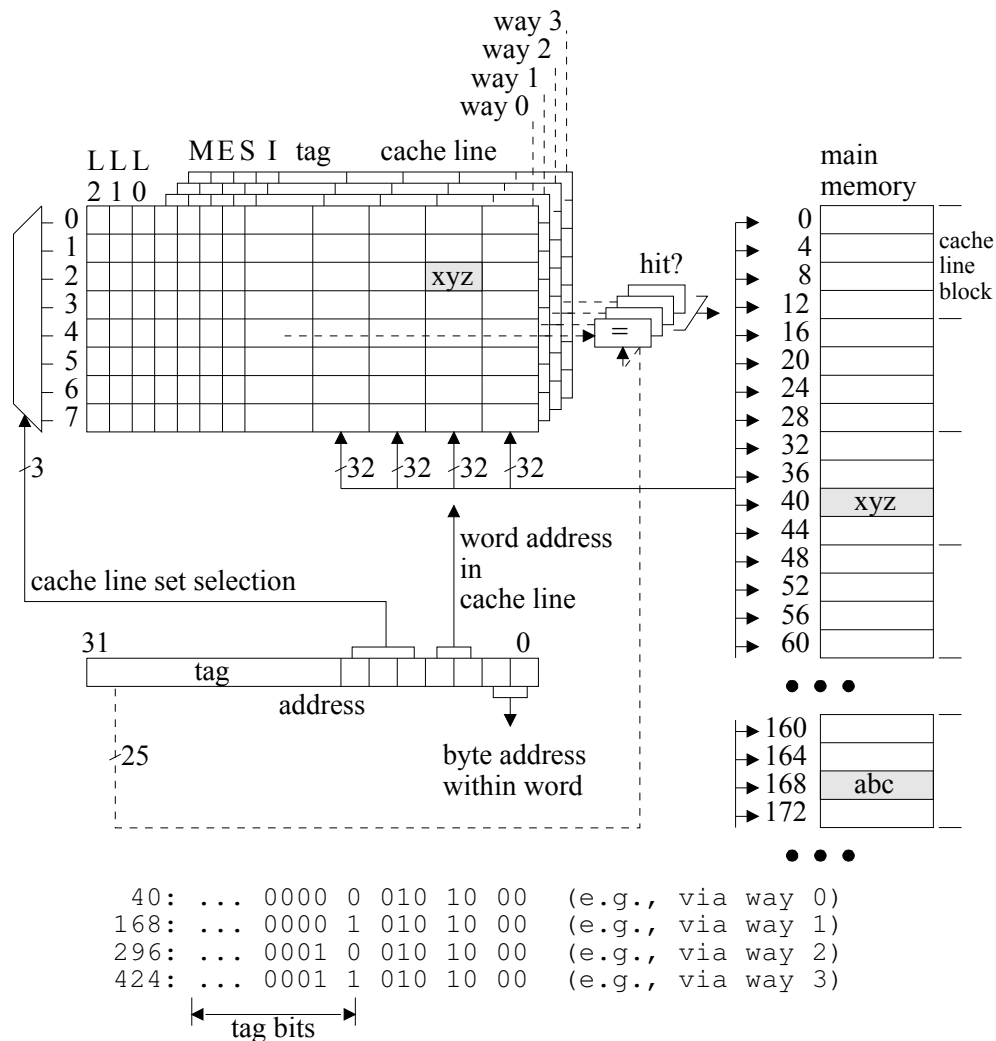 way 3
way 2
way 1
way 0
L L L
2 1 0
M E S I tag cache line
0
1
2
3
4
5
6
7
xyz
hit?
=
3
32
32
32
32
word address
in
cache line
cache line set selection
31
0
tag
address
25
byte address
within word
main
memory
0
4
8
12
16
20
24
28
32
36
40
44
48
52
56
60
xyz
cache
line
block
• • •
160
164
168
172
abc
• • •
40: ... 0000 0 010 10 00 (e.g., via way 0)
168: ... 0000 1 010 10 00 (e.g., via way 1)
296: ... 0001 0 010 10 00 (e.g., via way 2)
424: ... 0001 1 010 10 00 (e.g., via way 3)
tag bits